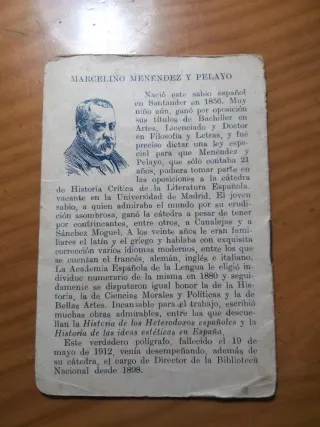 MARCELINO MENÉNDEZ Y PELAYO
Nació este sabio español
en Santander en 1856. Muy
niño aún, ganó por oposición
sus títulos de Bachiller en
Artes, Licenciado y Doctor
en Filosofía y Letras, y fué
preciso dictar una ley es-
pecial para que Menéndez y
Pelayo, que sólo contaba 21
años, pudiera tomar parte en
las oposiciones a la cátedra
de Historia Crítica de la Literatura Española,
vacante en la Universidad de Madrid. El joven
sabio, a quien admiraba el mundo por su erudi-
ción asombrosa, ganó la cátedra a pesar de tener
por contrincantes, entre otros, a Canalejas y a
Sánchez Moguel. A los veinte años le eran fami-
liares el latín y el griego y hablaba con exquisita
corrección varios idiomas modernos, entre los que
se cuentan el francés, alemán, inglés e italiano.
La Academia Española de la Lengua le eligió in-
dividuo numerario de la misma en 1880 y segui-
damente se disputaron igual honor la de la His-
toria, la de Ciencias Morales y Políticas y la de
Bellas Artes. Incansable para el trabajo, escribió
muchas obras admirables, entre las que descue-
llan la Historia de los Heterodoxos españoles y la
Historia de las ideas estéticas en España.
Este verdadero polígrafo, fallecido el 19 de
mayo de 1912, venía desempeñando, además de
su cátedra, el cargo de Director de la Biblioteca
Nacional desde 1898.